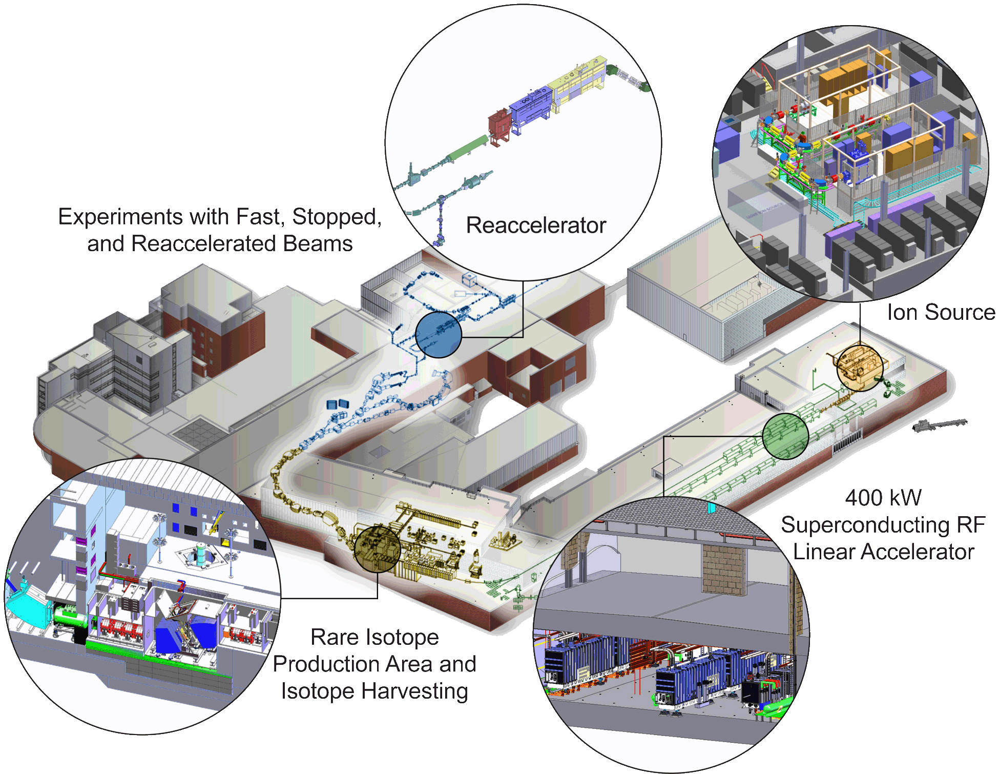 Experiments with Fast, Stopped,
and Reaccelerated Beams
Reaccelerator
Ion Source
400 kW
Superconducting RF
Linear Accelerator
Rare Isotope
Production Area and
Isotope Harvesting